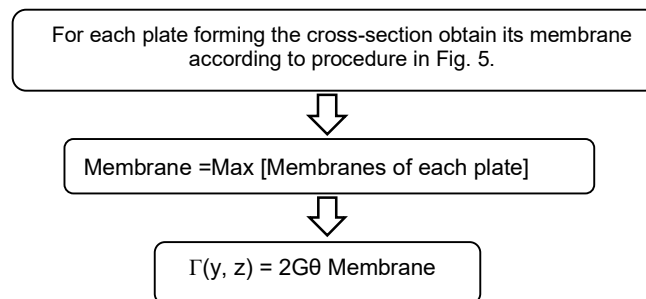 For each plate forming the cross-section obtain its membrane
according to procedure in Fig. 5.
Membrane =Max [Membranes of each plate]
Γ(y, z) = 2Gθ Membrane